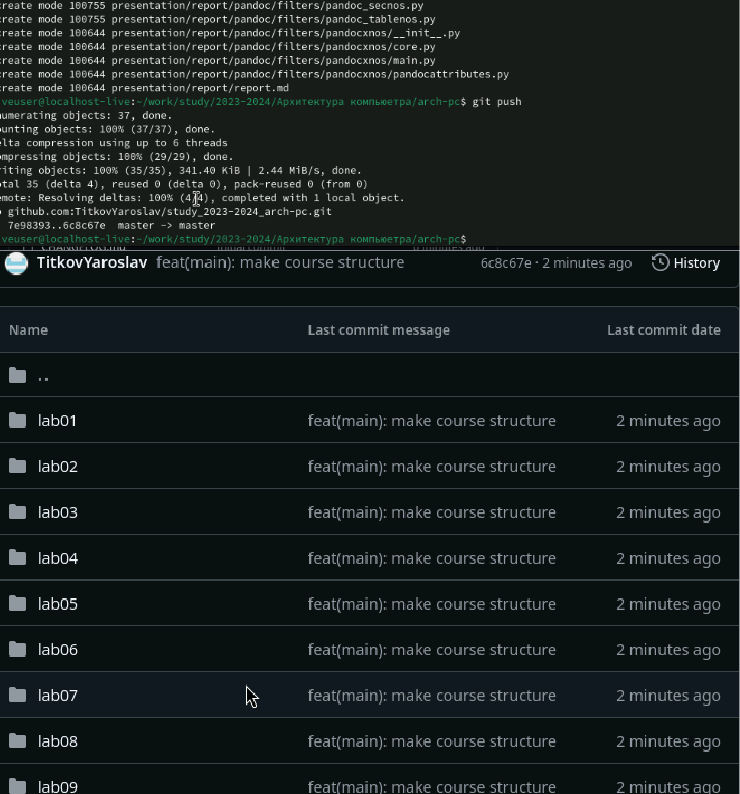 create mode 100755 presentation/report/pandoc/filters/pandoc_secnos.py
create mode 100755 presentation/report/pandoc/filters/pandoc_tablenos.py
create mode 100644 presentation/report/pandoc/filters/pandocxnos/__init__.py
create mode 100644 presentation/report/pandoc/filters/pandocxnos/core.py
create mode 100644 presentation/report/pandoc/filters/pandocxnos/main.py
create mode 100644 presentation/report/pandoc/filters/pandocxnos/pandocattributes.py
create mode 100644 presentation/report/report.md
veuser@localhost-live:~/work/study/2023-2024/Архитектура компьютера/arch-pc$ git push
numerating objects: 37, done.
ounting objects: 100% (37/37), done.
elta compression using up to 6 threads
ompressing objects: 100% (29/29), done.
riting objects: 100% (35/35), 341.40 KiB | 2.44 MiB/s, done.
otal 35 (delta 4), reused 0 (delta 0), pack-reused 0 (from 0)
emote: Resolving deltas: 100% (4/4), completed with 1 local object.
o github.com:TitkovYaroslav/study_2023-2024_arch-pc.git
7e98393..6c8c67e master -> master
veuser@localhost-live:~/work/study/2023-2024/Архитектура компьютера/arch-pc$
TitkovYaroslav feat(main): make course structure 6c8c67e · 2 minutes ago History
Name Last commit message Last commit date
..
lab01 feat(main): make course structure 2 minutes ago
lab02 feat(main): make course structure 2 minutes ago
lab03 feat(main): make course structure 2 minutes ago
lab04 feat(main): make course structure 2 minutes ago
lab05 feat(main): make course structure 2 minutes ago
lab06 feat(main): make course structure 2 minutes ago
lab07 feat(main): make course structure 2 minutes ago
lab08 feat(main): make course structure 2 minutes ago
lab09 feat(main): make course structure 2 minutes ago